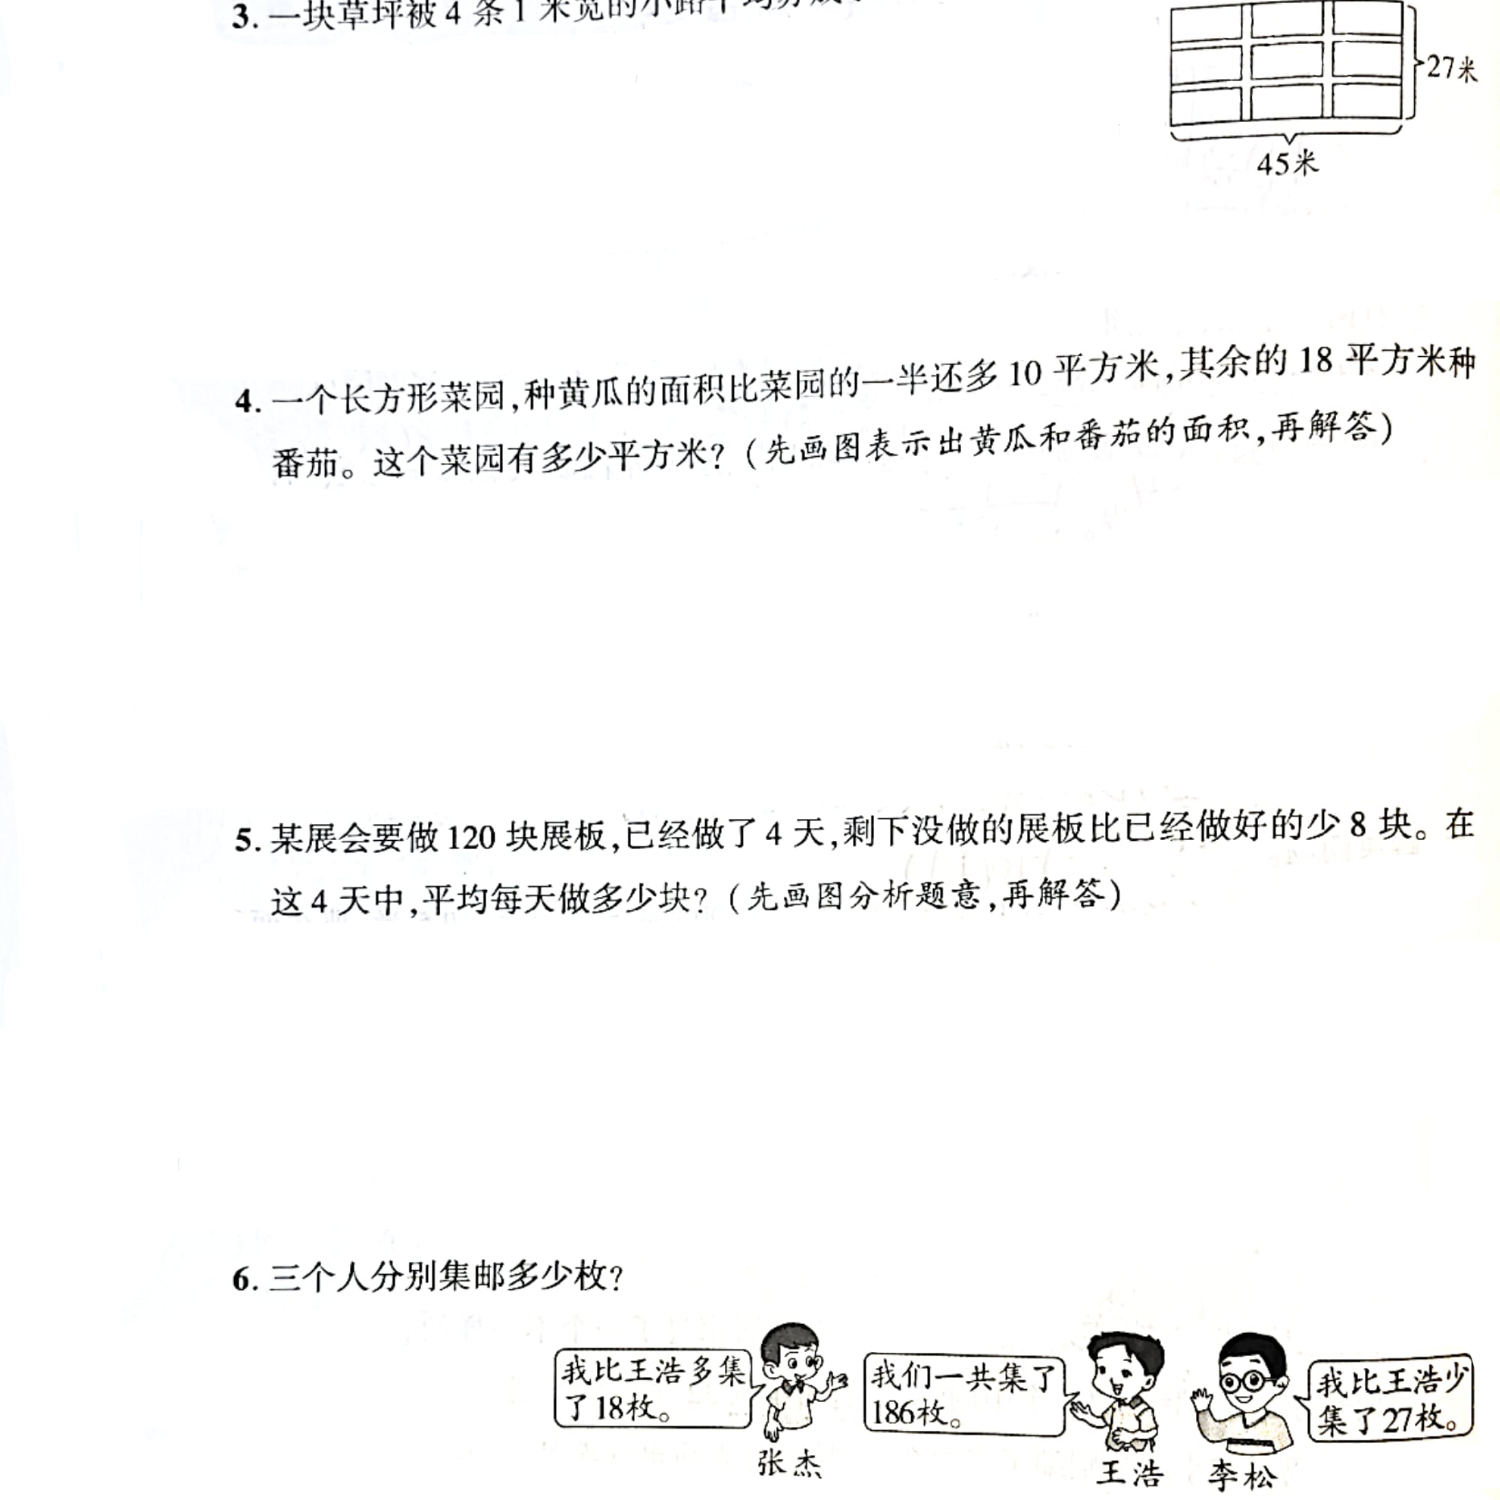 3. 一块草坪被 4 条 1 米宽的小路平均分成
27米
45米
4. 一个长方形菜园,种黄瓜的面积比菜园的一半还多 10 平方米,其余的 18 平方米种
番茄。这个菜园有多少平方米?(先画图表示出黄瓜和番茄的面积,再解答)
5. 某展会要做 120 块展板,已经做了 4 天,剩下没做的展板比已经做好的少 8 块。在
这 4 天中,平均每天做多少块?(先画图分析题意,再解答)
6. 三个人分别集邮多少枚?
我比王浩多集
了18枚。
张杰
我们一共集了
186枚。
王浩
李松
我比王浩少
集了27枚。